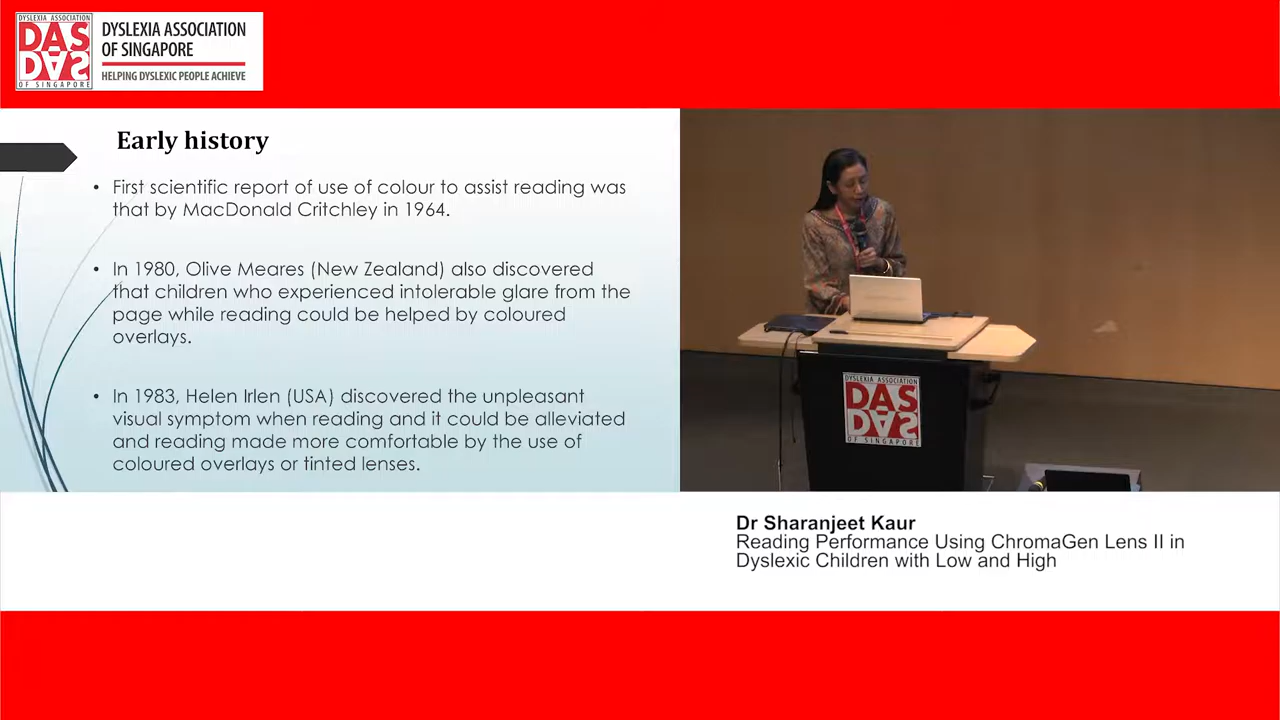 DYSLEXIA ASSOCIATION
DAS
DAS
OF SINGAPORE
DYSLEXIA ASSOCIATION
OF SINGAPORE
HELPING DYSLEXIC PEOPLE ACHIEVE
Early history
• First scientific report of use of colour to assist reading was
that by MacDonald Critchley in 1964.
• In 1980, Olive Meares (New Zealand) also discovered
that children who experienced intolerable glare from the
page while reading could be helped by coloured
overlays.
• In 1983, Helen Irlen (USA) discovered the unpleasant
visual symptom when reading and it could be alleviated
and reading made more comfortable by the use of
coloured overlays or tinted lenses.
DYSLEXIA ASSOCIATION
DAS
DAS
OF SINGAPORE
Dr Sharanjeet Kaur
Reading Performance Using ChromaGen Lens II in
Dyslexic Children with Low and High